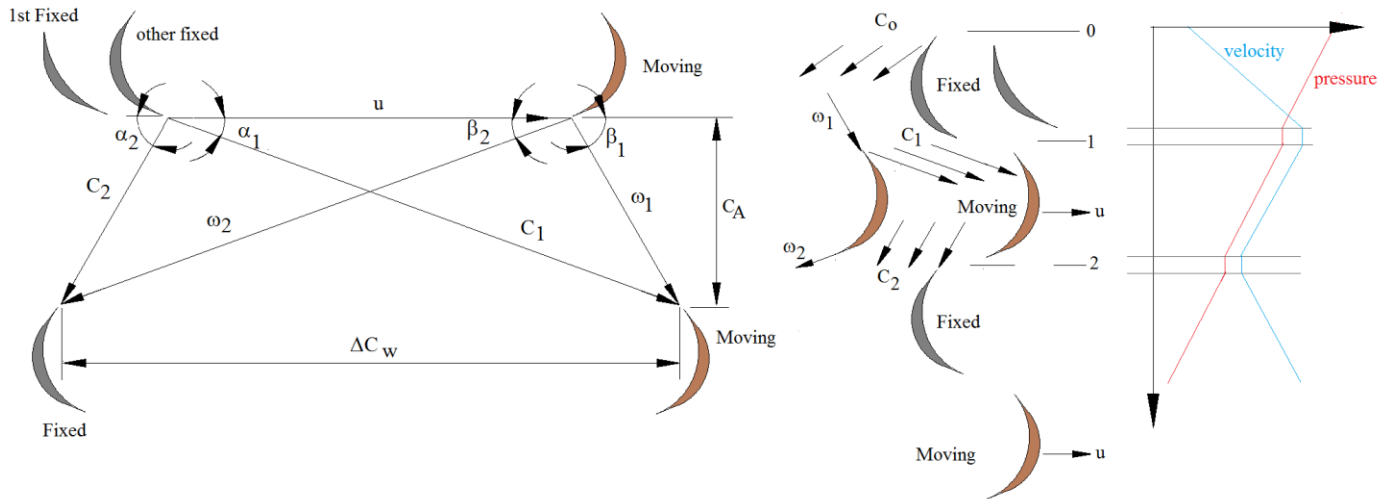 1st Fixed
other fixed
Moving
u
α2
α1
β2
β1
C2
ω2
C1
ω1
CA
Moving
ΔCw
Fixed
Co
0
Fixed
ω1
C1
1
Moving
u
ω2
C2
2
Fixed
Moving
u
velocity
pressure